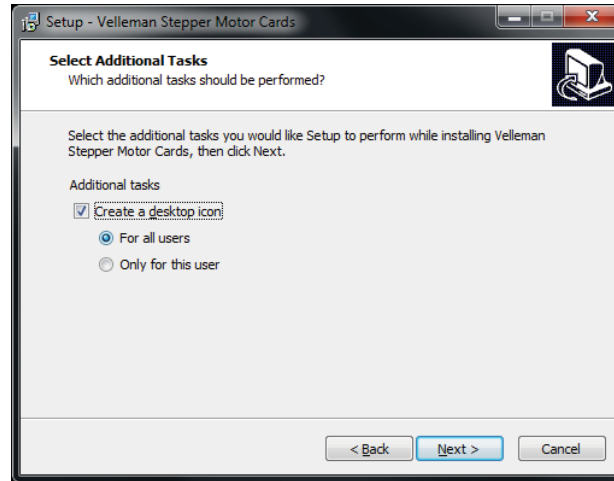 Setup - Velleman Stepper Motor Cards
Select Additional Tasks
Which additional tasks should be performed?
Select the additional tasks you would like Setup to perform while installing Velleman
Stepper Motor Cards, then click Next.
Additional tasks
Create a desktop icon
For all users
Only for this user
< Back
Next >
Cancel